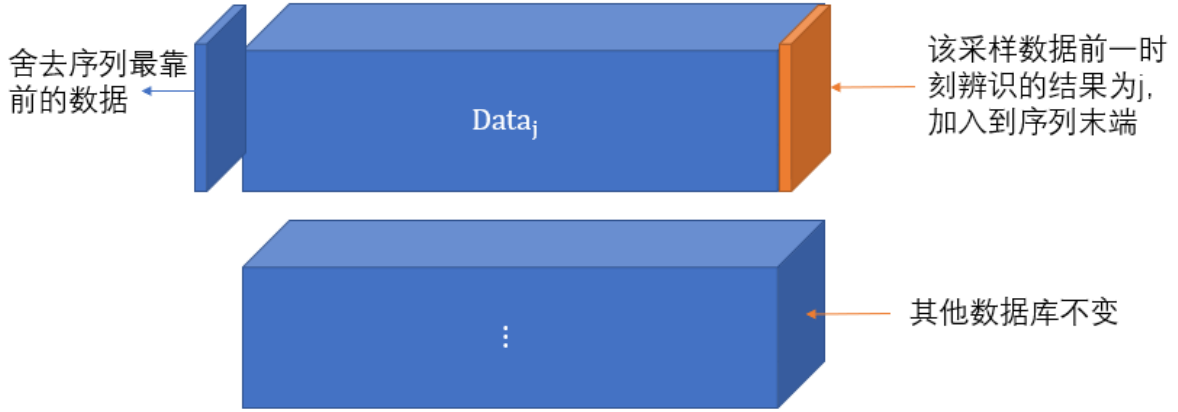 舍去序列最靠
前的数据
Dataⱼ
该采样数据前一时
刻辨识的结果为j,
加入到序列末端
⋮
其他数据库不变